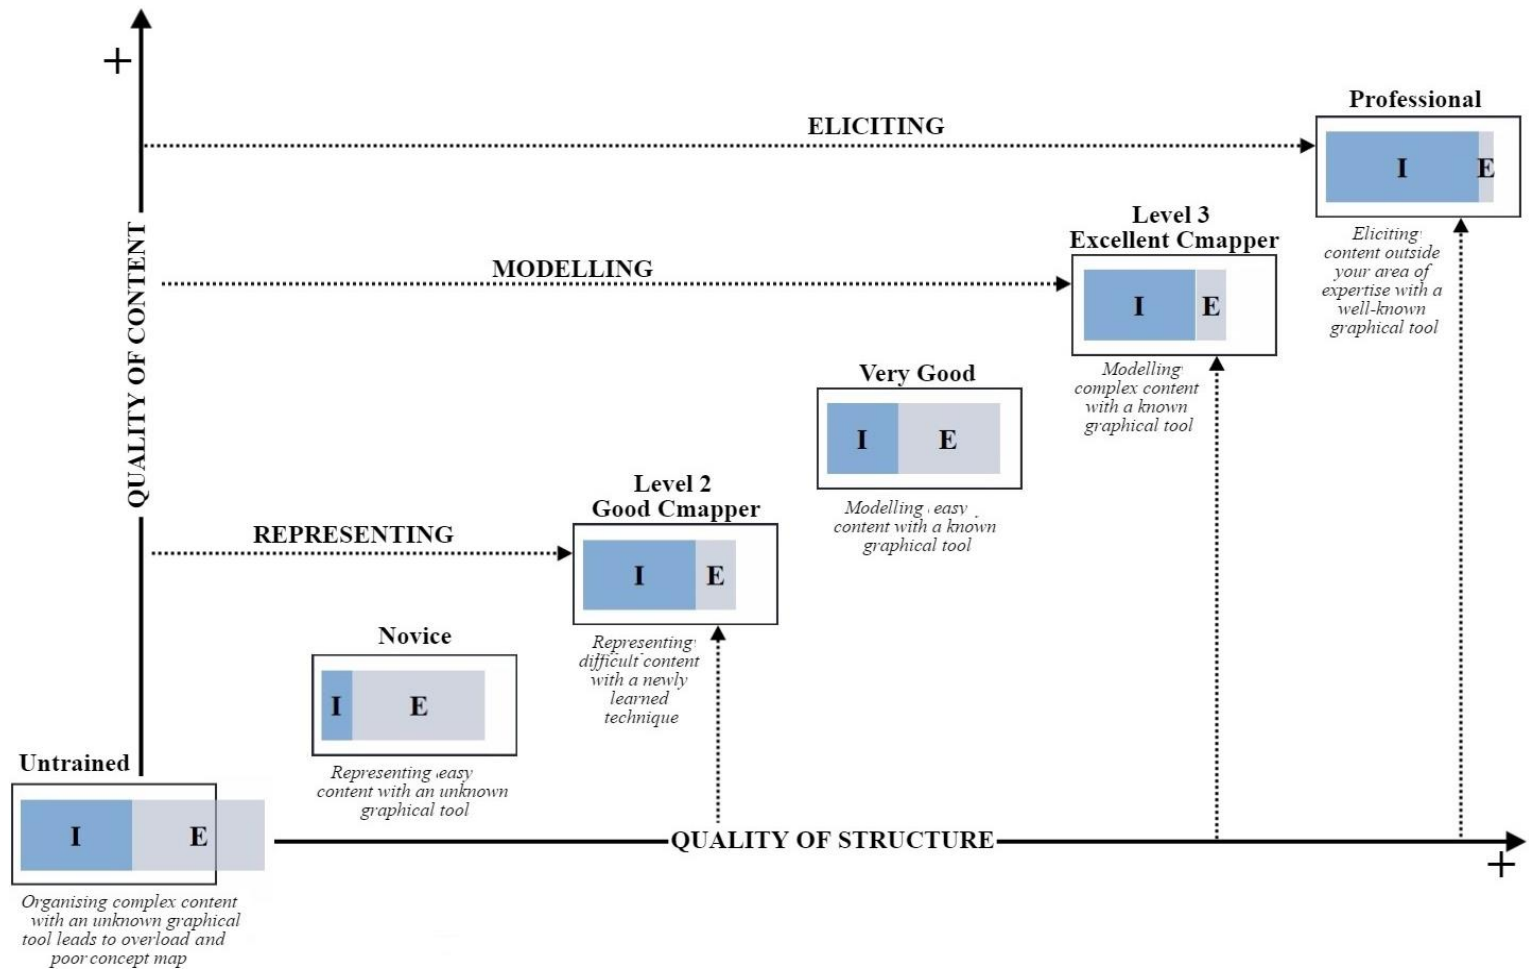 +
Professional
ELICITING
I E
Level 3
Excellent Cmapper
Eliciting
content outside
your area of
expertise with a
well-known
graphical tool
MODELLING
I E
QUALITY OF CONTENT
Modelling
complex content
with a known
graphical tool
Very Good
I E
Level 2
Good Cmapper
Modelling easy
content with a known
graphical tool
REPRESENTING
I E
Novice
Representing
difficult content
with a newly
learned
technique
I E
Untrained
Representing easy
content with an unknown
graphical tool
I E
QUALITY OF STRUCTURE
+
Organising complex content
with an unknown graphical
tool leads to overload and
poor concept map